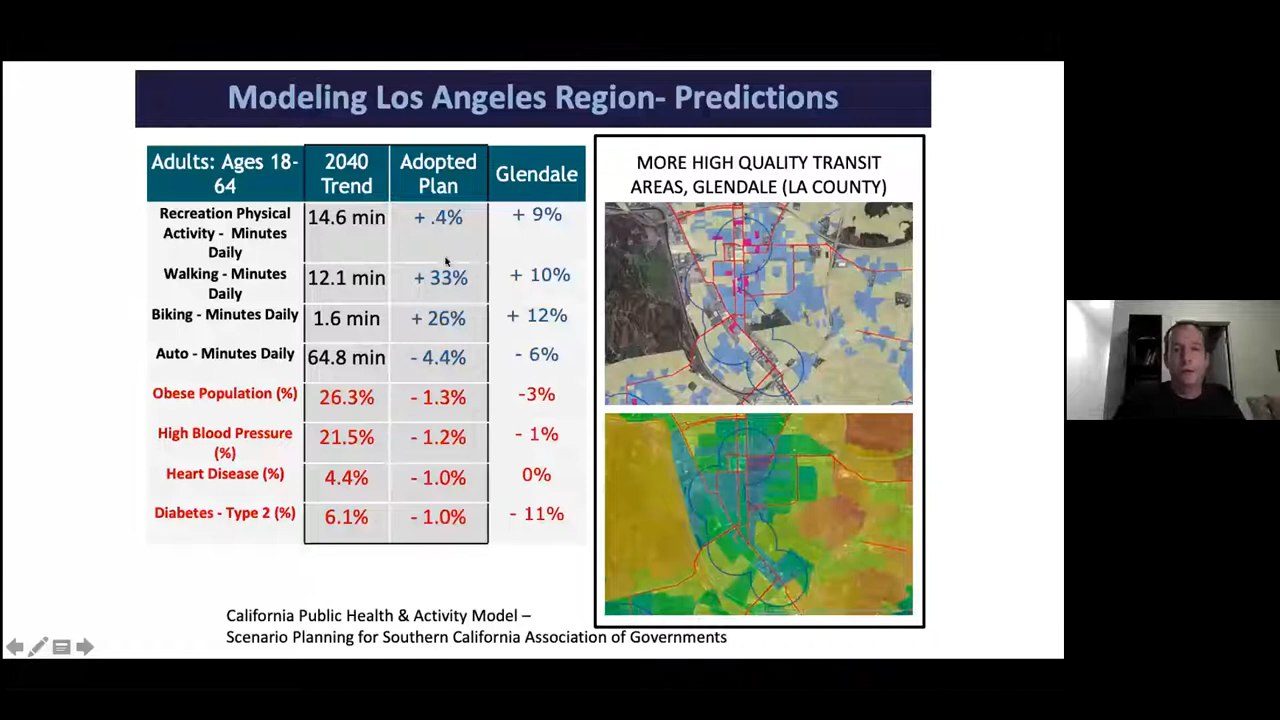 Modeling Los Angeles Region- Predictions
Adults: Ages 18-
64
2040
Trend
Adopted
Plan
Glendale
Recreation Physical
Activity - Minutes
Daily
14.6 min
+ .4%
+ 9%
Walking - Minutes
Daily
12.1 min
+ 33%
+ 10%
Biking - Minutes Daily
1.6 min
+ 26%
+ 12%
Auto - Minutes Daily
64.8 min
- 4.4%
- 6%
Obese Population (%)
26.3%
- 1.3%
-3%
High Blood Pressure
(%)
21.5%
- 1.2%
- 1%
Heart Disease (%)
4.4%
- 1.0%
0%
Diabetes - Type 2 (%)
6.1%
- 1.0%
- 11%
MORE HIGH QUALITY TRANSIT
AREAS, GLENDALE (LA COUNTY)
California Public Health & Activity Model –
Scenario Planning for Southern California Association of Governments